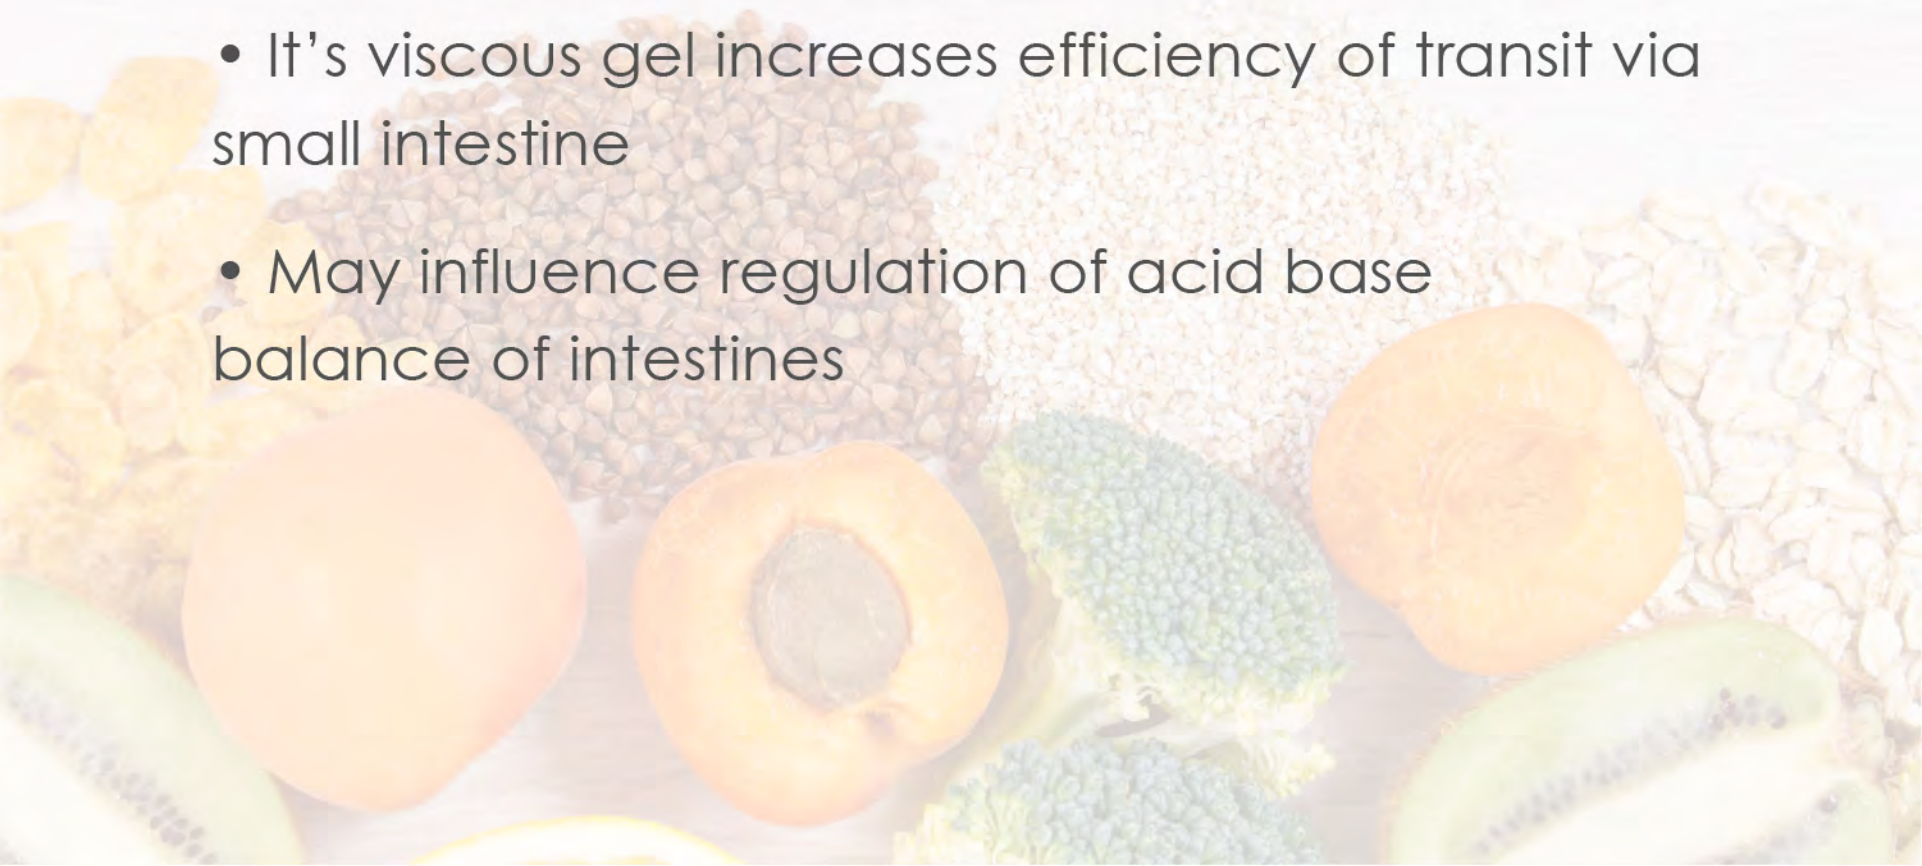 • It’s viscous gel increases efficiency of transit via
small intestine
• May influence regulation of acid base
balance of intestines